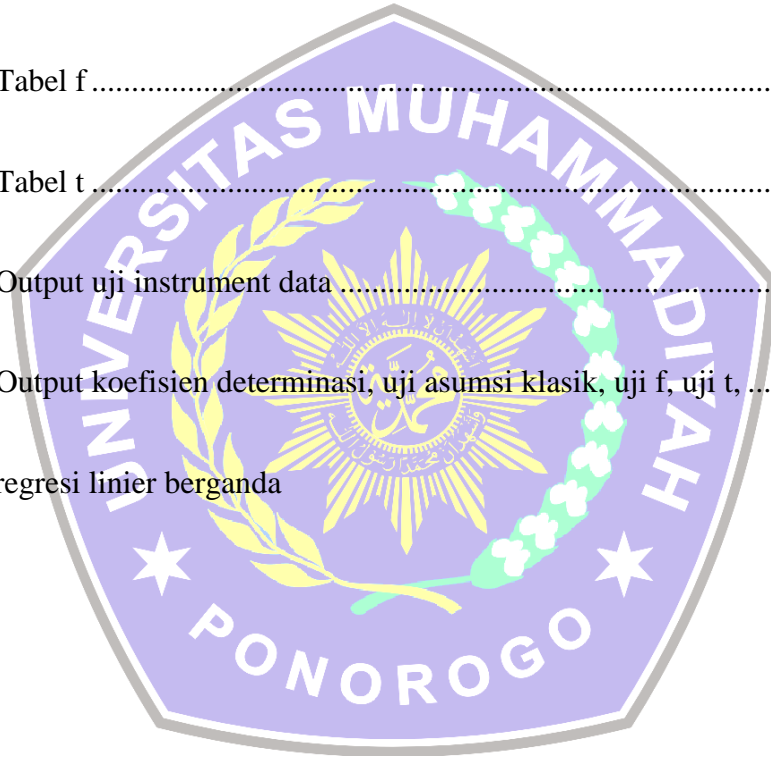 Tabel f ....................................................................................
Tabel t ....................................................................................
Output uji instrument data .....................................................
Output koefisien determinasi, uji asumsi klasik, uji f, uji t, ...
regresi linier berganda
UNIVERSITAS MUHAMMADIYAH
PONOROGO
محمد